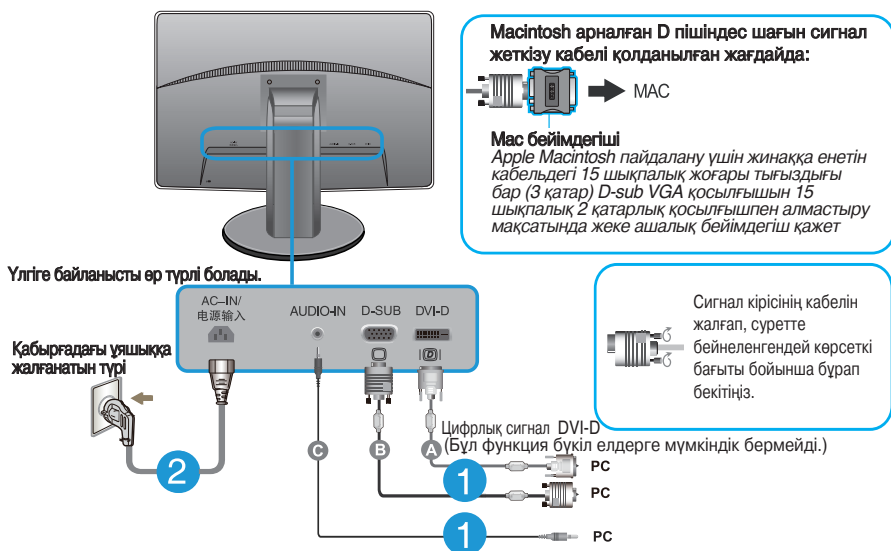 Macintosh арналған D пішіндес шағын сигнал
жеткізу кабелі қолданылған жағдайда:
MAC
Mac бейімдегіші
Apple Macintosh пайдалану үшін жинаққа енетін
кабельдегі 15 шықпалық жоғары тығыздығы
бар (3 қатар) D-sub VGA қосылғышын 15
шықпалық 2 қатарлық қосылғышпен алмастыру
мақсатында жеке ашалық бейімдегіш қажет
Үлгіге байланысты әр түрлі болады.
AC–IN/
电源输入
AUDIO-IN
D-SUB
DVI-D
Қабырғадағы ұяшыққа
жалғанатын түрі
Сигнал кірісінің кабелін
жалғап, суретте
бейнеленгендей көрсеткі
бағыты бойынша бұрап
бекітіңіз.
Цифрлық сигнал DVI-D
(Бұл функция бүкіл елдерге мүмкіндік бермейді.)
C
B
A
2
1
PC
PC
1
PC